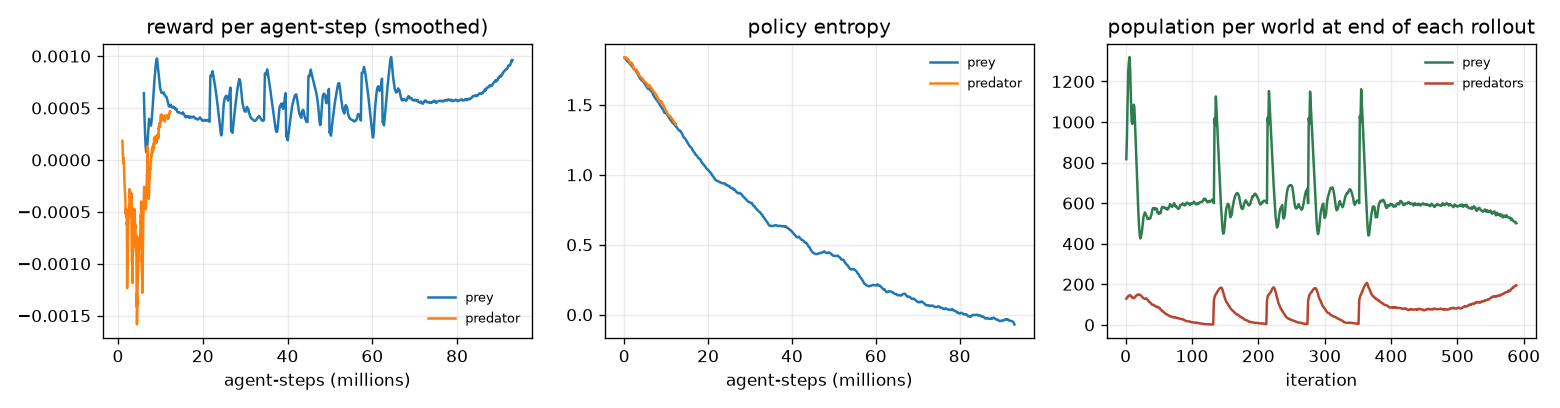 reward per agent-step (smoothed)
0.0010
0.0005
0.0000
−0.0005
−0.0010
−0.0015
0 20 40 60 80
agent-steps (millions)
prey
predator
policy entropy
1.5
1.0
0.5
0.0
0 20 40 60 80
agent-steps (millions)
prey
predator
population per world at end of each rollout
1200
1000
800
600
400
200
0
0 100 200 300 400 500 600
iteration
prey
predators